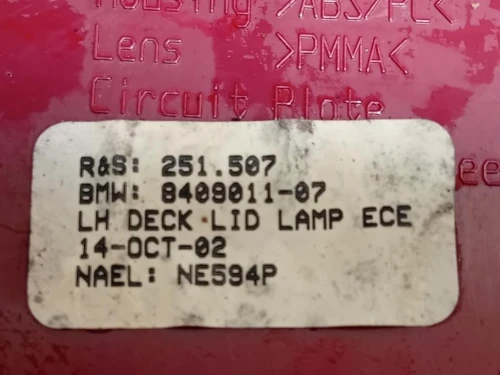 Housing >ABS/PC<
Lens >PMMA<
Circuit Plate
ee
R&S: 251.507
BMW: 8409011-07
LH DECK LID LAMP ECE
14-OCT-02
NAEL: NE594P